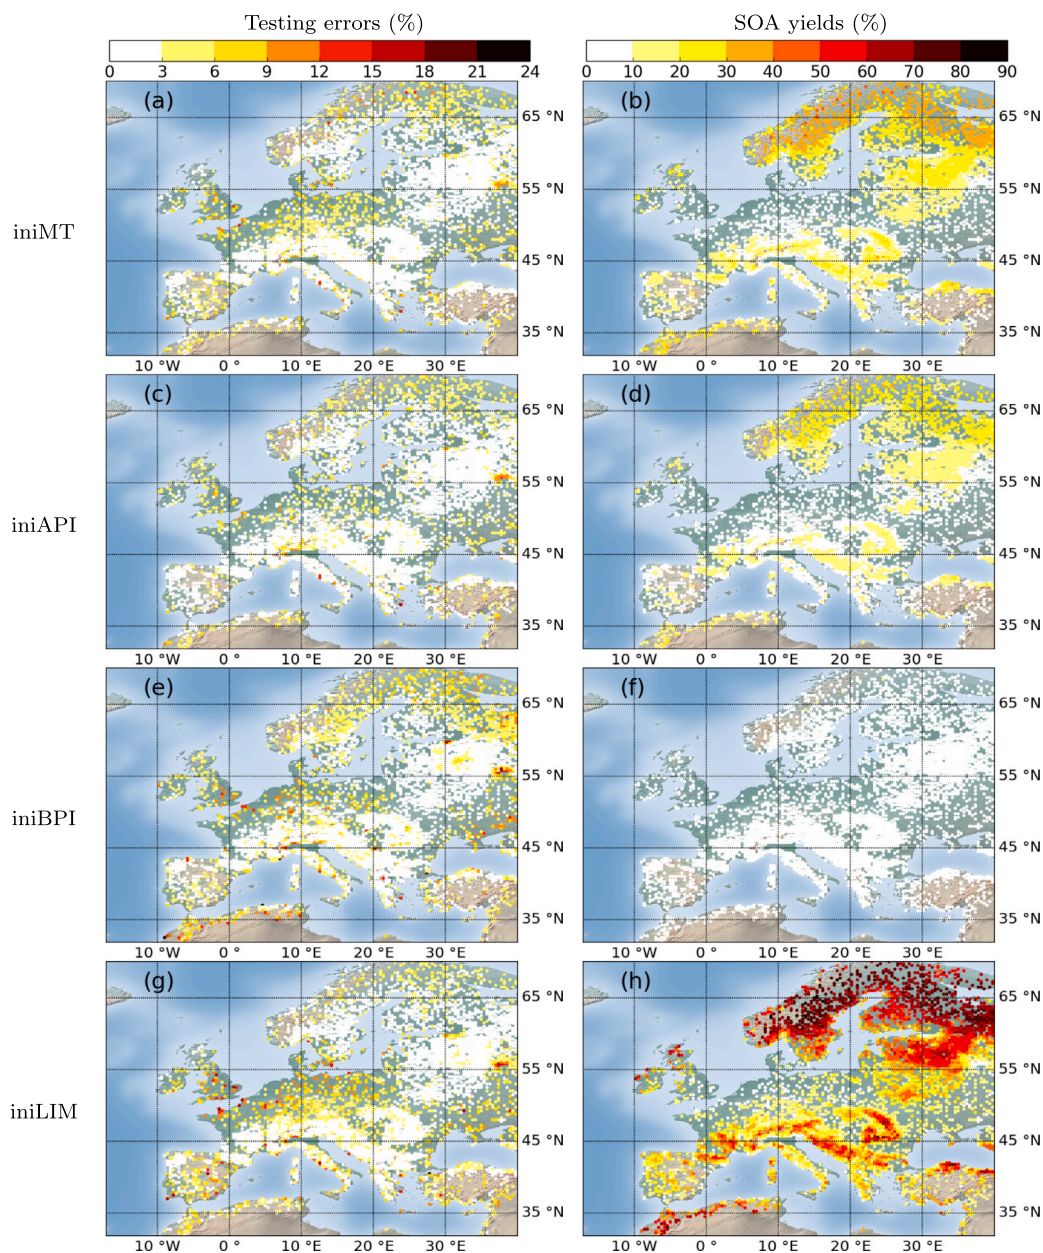 Testing errors (%) SOA yields (%)
0 3 6 9 12 15 18 21 24 0 10 20 30 40 50 60 70 80 90
(a) (b)
65 °N 65 °N
55 °N 55 °N
iniMT
45 °N 45 °N
35 °N 35 °N
10 °W 0 ° 10 °E 20 °E 30 °E 10 °W 0 ° 10 °E 20 °E 30 °E
(c) (d)
65 °N 65 °N
55 °N 55 °N
iniAPI
45 °N 45 °N
35 °N 35 °N
10 °W 0 ° 10 °E 20 °E 30 °E 10 °W 0 ° 10 °E 20 °E 30 °E
(e) (f)
65 °N 65 °N
55 °N 55 °N
iniBPI
45 °N 45 °N
35 °N 35 °N
10 °W 0 ° 10 °E 20 °E 30 °E 10 °W 0 ° 10 °E 20 °E 30 °E
(g) (h)
65 °N 65 °N
55 °N 55 °N
iniLIM
45 °N 45 °N
35 °N 35 °N
10 °W 0 ° 10 °E 20 °E 30 °E 10 °W 0 ° 10 °E 20 °E 30 °E